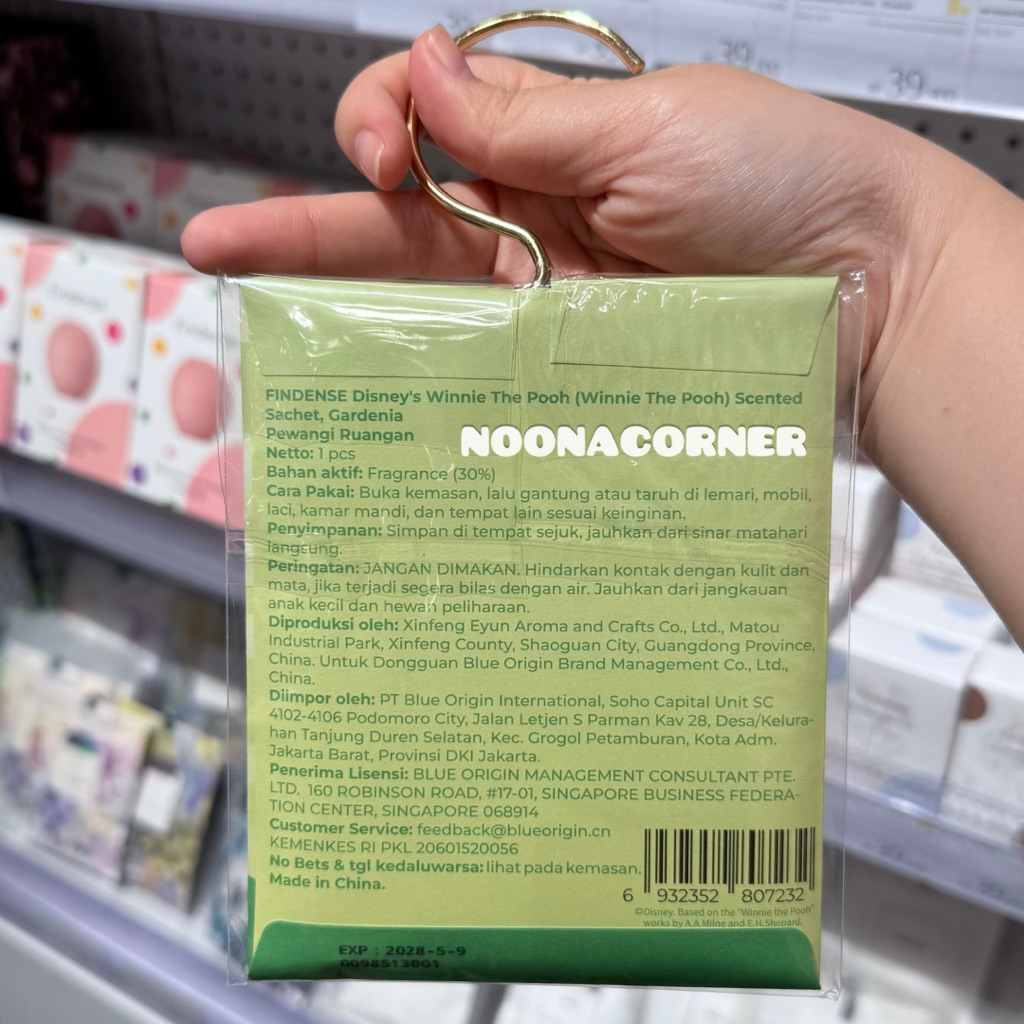 FINDENSE Disney's Winnie The Pooh (Winnie The Pooh) Scented
Sachet, Gardenia
Pewangi Ruangan
NOONACORNER
Netto: 1 pcs
Bahan aktif: Fragrance (30%)
Cara Pakai: Buka kemasan, lalu gantung atau taruh di lemari, mobil,
laci, kamar mandi, dan tempat lain sesuai keinginan.
Penyimpanan: Simpan di tempat sejuk, jauhkan dari sinar matahari
langsung.
Peringatan: JANGAN DIMAKAN. Hindarkan kontak dengan kulit dan
mata, jika terjadi segera bilas dengan air. Jauhkan dari jangkauan
anak kecil dan hewan peliharaan.
Diproduksi oleh: Xinfeng Eyun Aroma and Crafts Co., Ltd., Matou
Industrial Park, Xinfeng County, Shaoguan City, Guangdong Province,
China. Untuk Dongguan Blue Origin Brand Management Co., Ltd.,
China.
Diimpor oleh: PT Blue Origin International, Soho Capital Unit SC
4102-4106 Podomoro City, Jalan Letjen S Parman Kav 28, Desa/Kelura-
han Tanjung Duren Selatan, Kec. Grogol Petamburan, Kota Adm.
Jakarta Barat, Provinsi DKI Jakarta.
Penerima Lisensi: BLUE ORIGIN MANAGEMENT CONSULTANT PTE.
LTD. 160 ROBINSON ROAD, #17-01, SINGAPORE BUSINESS FEDERA-
TION CENTER, SINGAPORE 068914
Customer Service: feedback@blueorigin.cn
KEMENKES RI PKL 20601520056
No Bets & tgl kedaluwarsa: lihat pada kemasan.
Made in China.
6 932352 807232
©Disney. Based on the "Winnie the Pooh"
works by A.A.Milne and E.H.Shepard.
EXP : 2028-5-9
0098513001